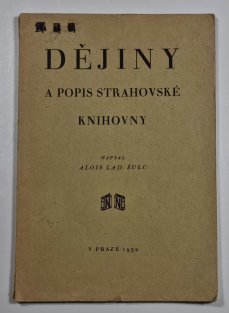 DĚJINY
A POPIS STRAHOVSKÉ
KNIHOVNY
NAPSAL
ALOIS LAD. ŠULC
V PRAZE 1932